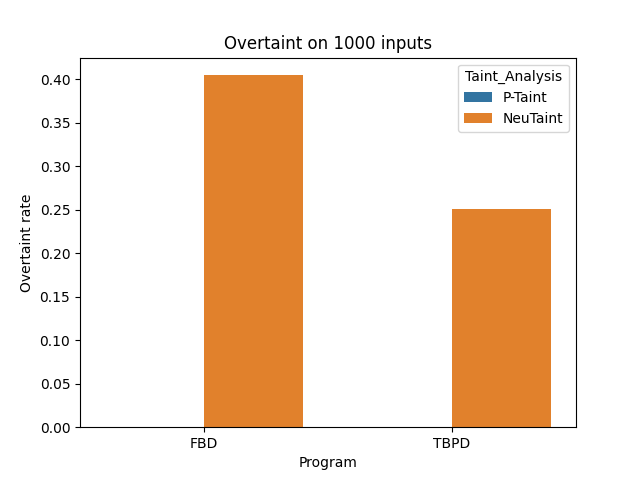 Overtaint on 1000 inputs
Taint_Analysis
P-Taint
NeuTaint
Overtaint rate
0.40
0.35
0.30
0.25
0.20
0.15
0.10
0.05
0.00
FBD
TBPD
Program